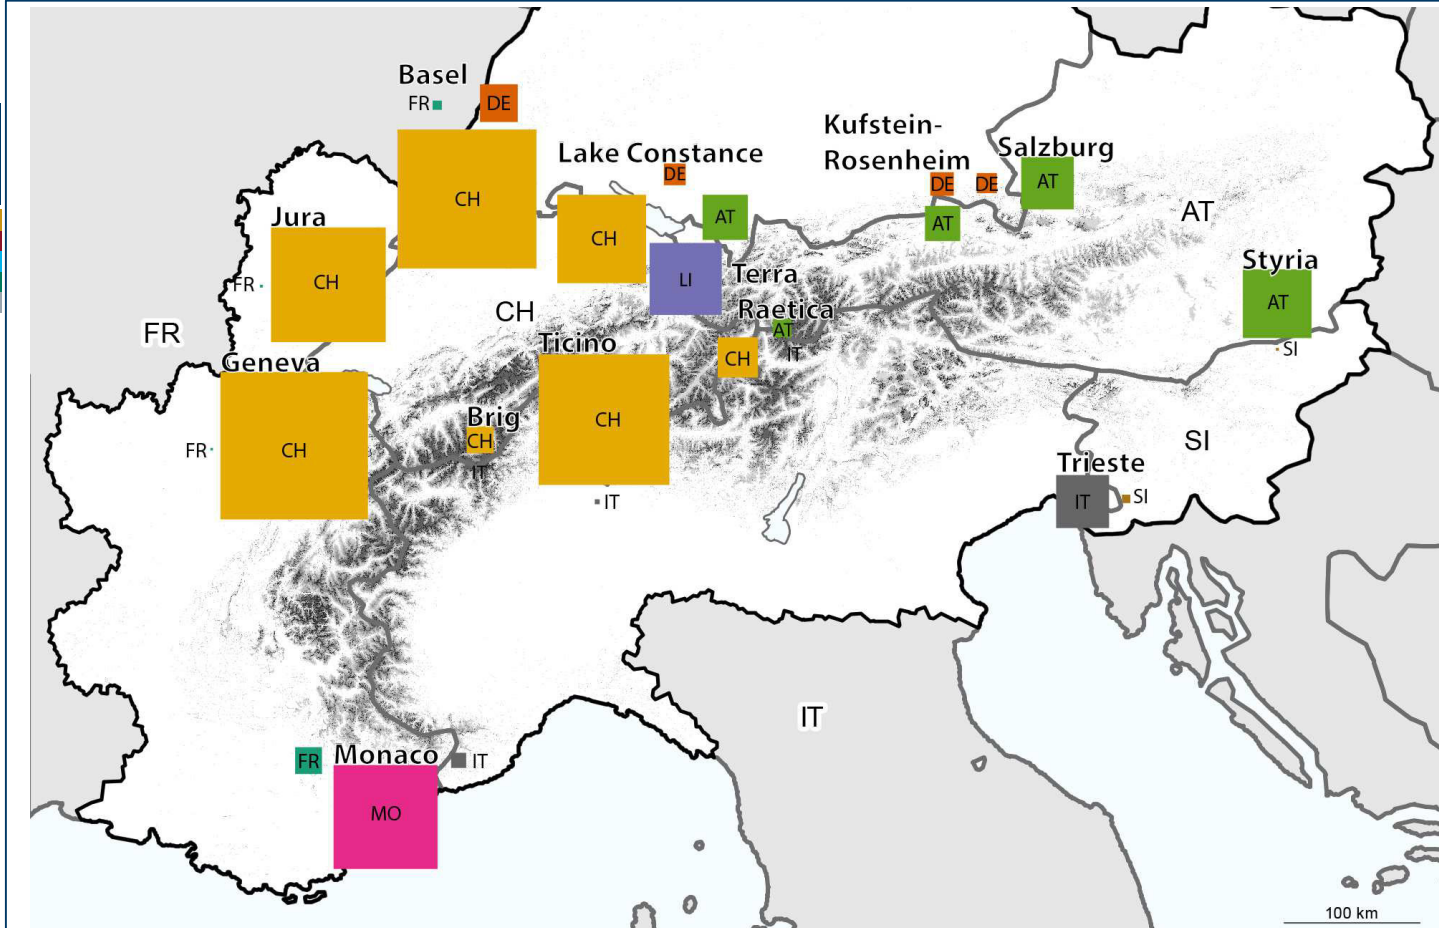 Basel
FR
DE
CH
Lake Constance
DE
CH
AT
LI
Kufstein-
Rosenheim
DE
DE
AT
Salzburg
AT
AT
Jura
FR
CH
FR
CH
Terra
Raetica
AT
IT
CH
Styria
AT
SI
Geneva
FR
CH
Brig
CH
IT
Ticino
CH
IT
SI
Trieste
IT
SI
IT
Monaco
FR
IT
MO
100 km